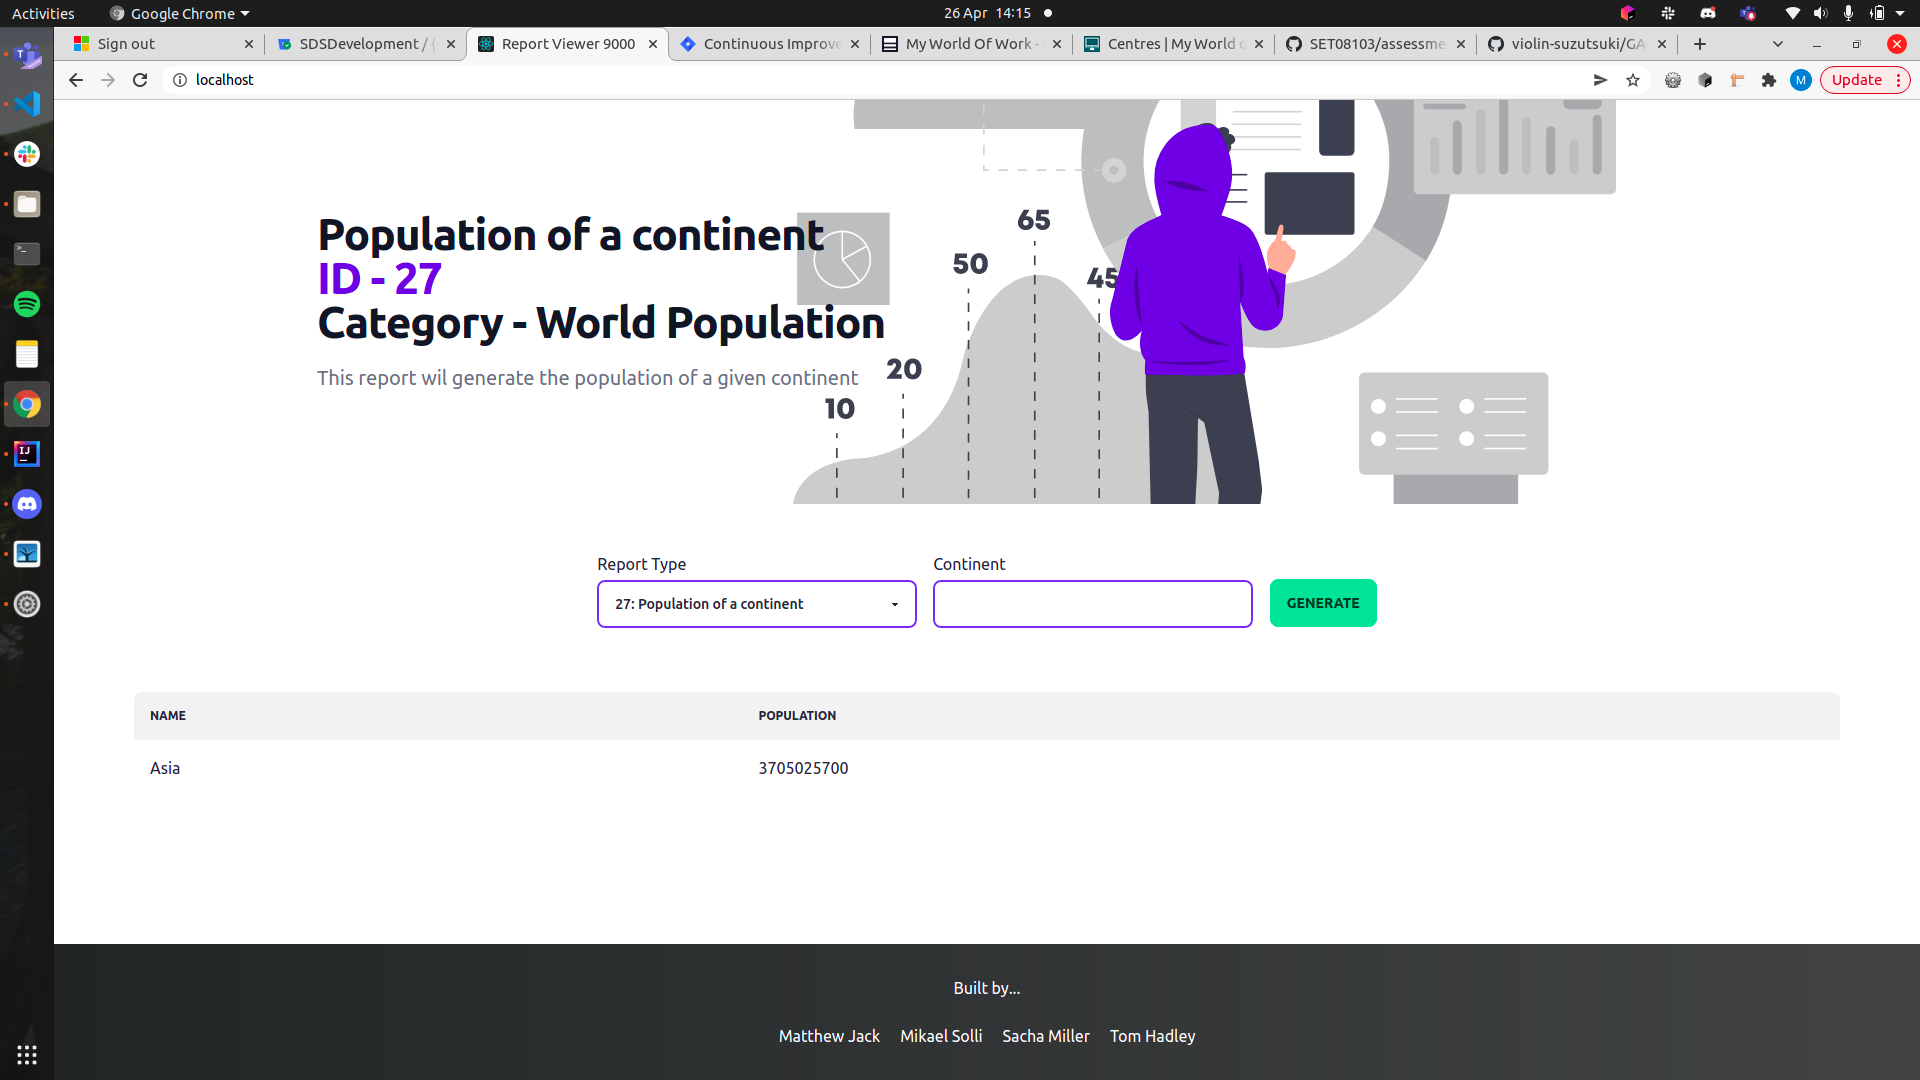 Activities
Google Chrome
26 Apr 14:15
Sign out
SDSDevelopment /
Report Viewer 9000
Continuous Improve
My World Of Work -
Centres | My World o
SET08103/assessme
violin-suzutsuki/GA
localhost
M
Update
Population of a continent
ID - 27
Category - World Population
This report wil generate the population of a given continent
10
20
50
65
45
Report Type
Continent
27: Population of a continent
GENERATE
NAME
POPULATION
Asia
3705025700
Built by...
Matthew Jack
Mikael Solli
Sacha Miller
Tom Hadley